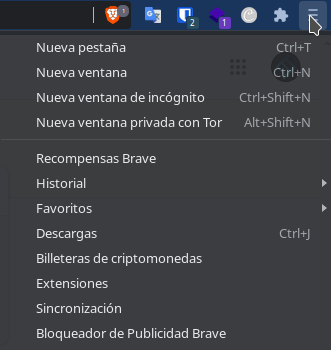 1
2
1
Nueva pestaña Ctrl+T
Nueva ventana Ctrl+N
Nueva ventana de incógnito Ctrl+Shift+N
Nueva ventana privada con Tor Alt+Shift+N
Recompensas Brave
Historial
Favoritos
Descargas Ctrl+J
Billeteras de criptomonedas
Extensiones
Sincronización
Bloqueador de Publicidad Brave